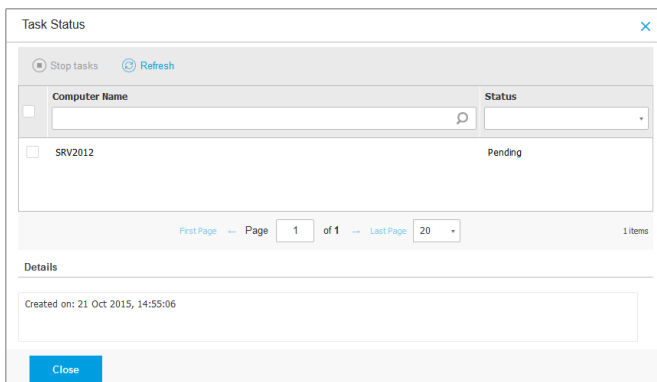 Task Status
Stop tasks Refresh
Computer Name Status
SRV2012 Pending
First Page ← Page 1 of 1 → Last Page 20 1 items
Details
Created on: 21 Oct 2015, 14:55:06
Close